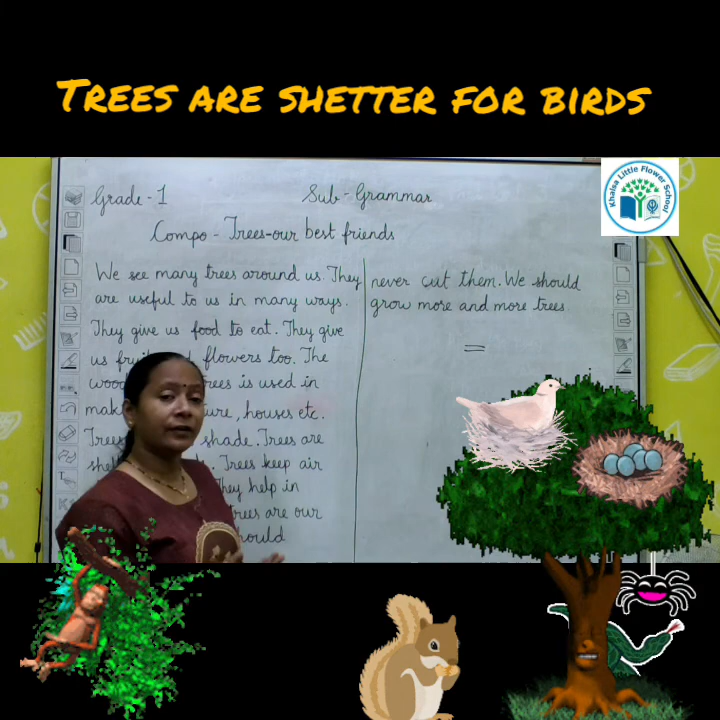 TREES ARE SHETTER FOR BIRDS
Khalsa Little Flower School
Grade-1 Sub-Grammar
Compo - Trees-our best friends
We see many trees around us. They
are useful to us in many ways.
They give us food to eat. They give
us flowers too. The
trees is used in
houses etc.
Trees shade. Trees are
Trees keep air
They help in
trees are our
should
never cut them. We should
grow more and more trees.